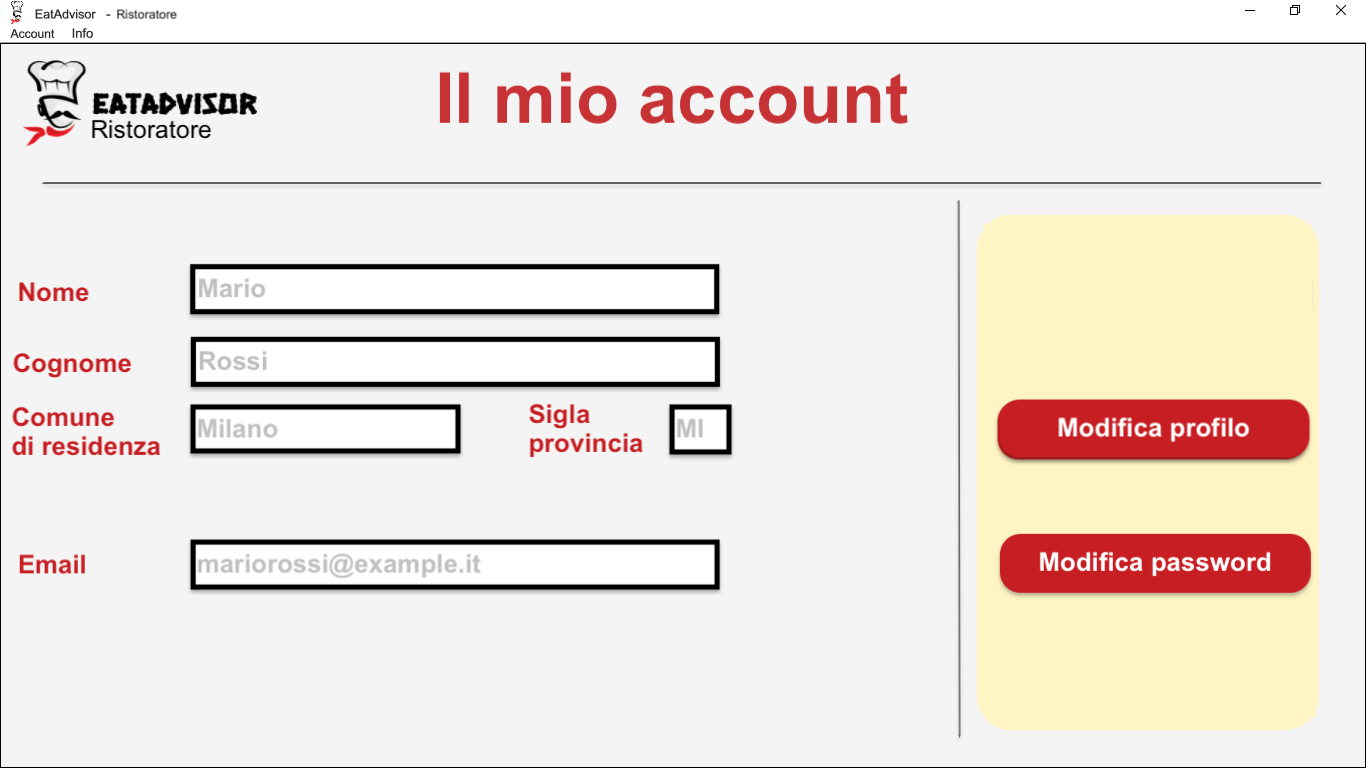 EatAdvisor - Ristoratore
Account Info
EATADVISOR
Ristoratore
Il mio account
Nome
Mario
Cognome
Rossi
Comune
di residenza
Milano
Sigla
provincia
MI
Email
mariorossi@example.it
Modifica profilo
Modifica password